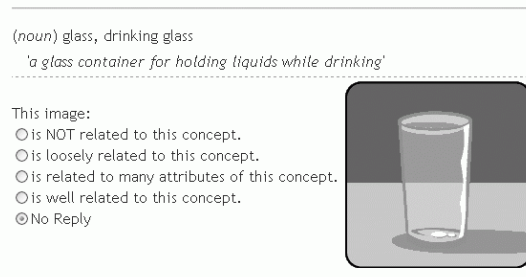 (noun) glass, drinking glass
'a glass container for holding liquids while drinking'
This image:
is NOT related to this concept.
is loosely related to this concept.
is related to many attributes of this concept.
is well related to this concept.
No Reply